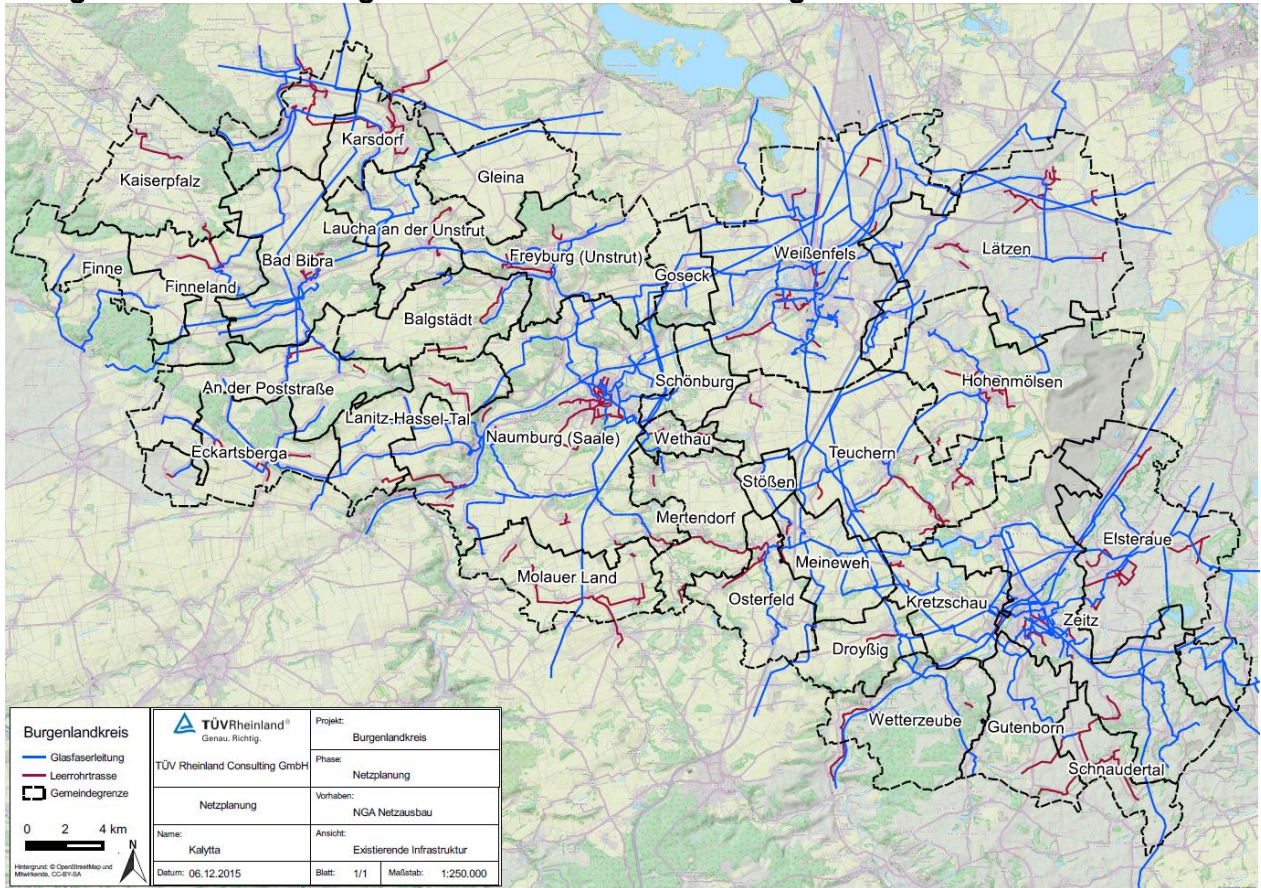 Karsdorf
Kaiserpfalz
Gleina
Laucha an der Unstrut
Freyburg (Unstrut)
Weißenfels
Lätzen
Finne
Bad Bibra
Goseck
Finneland
Balgstädt
Schönburg
Hohenmölsen
An der Poststraße
Lanitz-Hassel-Tal
Naumburg (Saale)
Wethau
Teuchern
Eckartsberga
Stößen
Mertendorf
Elsteraue
Meineweh
Molauer Land
Osterfeld
Kretzschau
Zeitz
Droyßig
Wetterzeube
Gutenborn
Schnaudertal
Burgenlandkreis
Glasfaserleitung
Leerrohrtrasse
Gemeindegrenze
0 2 4 km
N
Hintergrund: © OpenStreetMap und
Mitwirkende, CC-BY-SA
TÜVRheinland®
Genau. Richtig.
TÜV Rheinland Consulting GmbH
Projekt:
Burgenlandkreis
Phase:
Netzplanung
Netzplanung
Vorhaben:
NGA Netzausbau
Name:
Kalytta
Ansicht:
Existierende Infrastruktur
Datum: 06.12.2015
Blatt: 1/1
Maßstab: 1:250.000